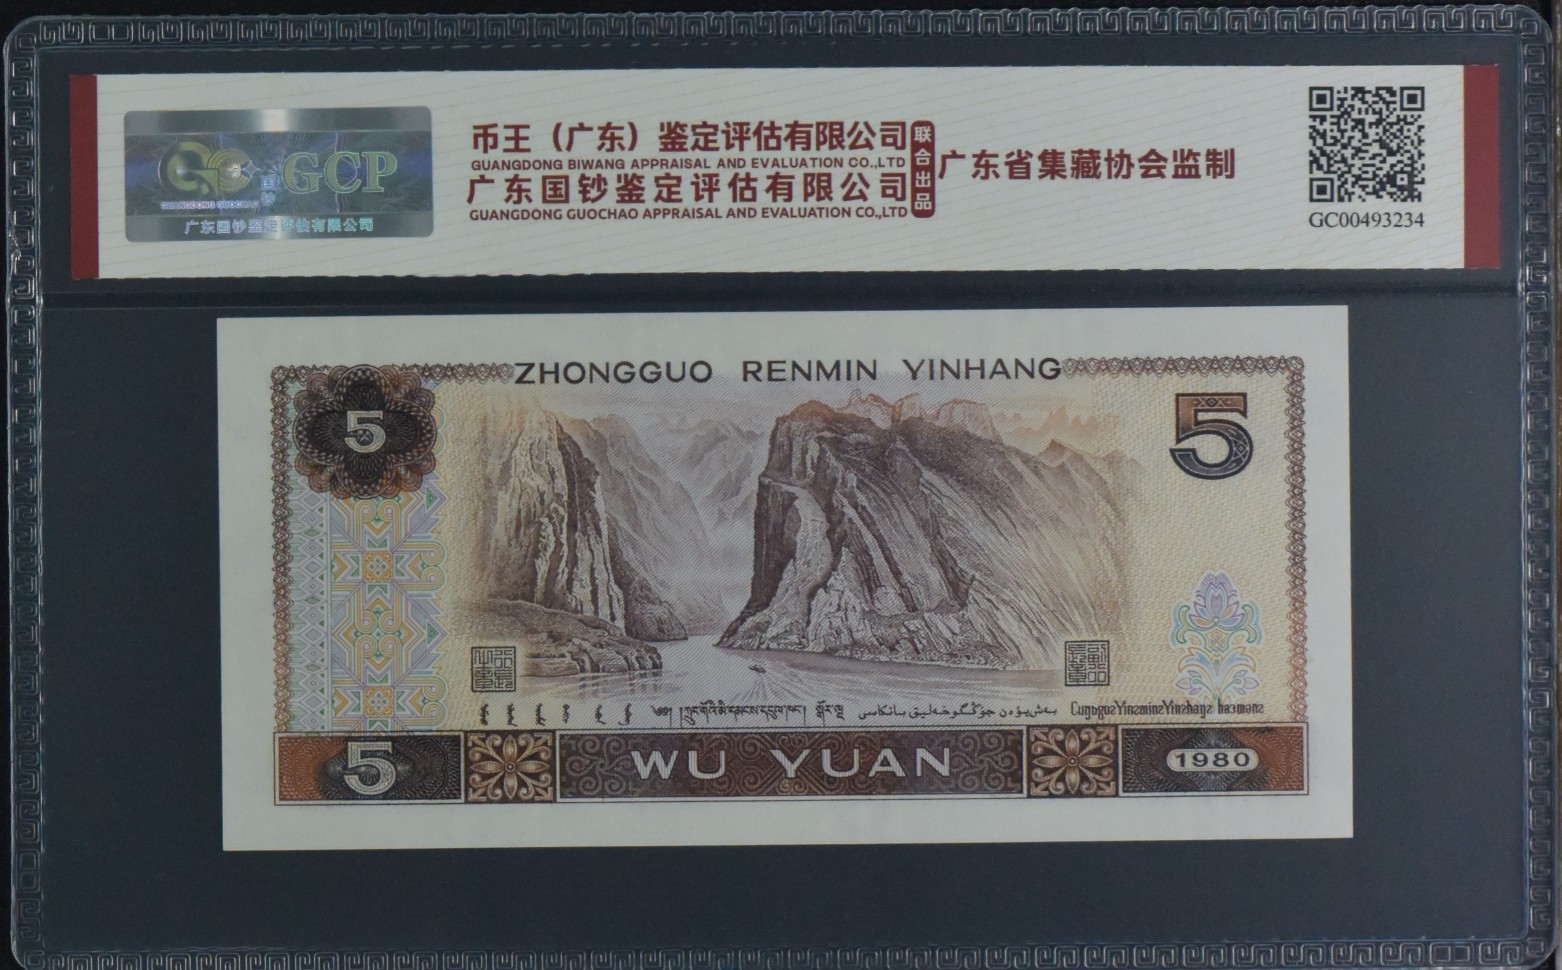 GCP
国钞
GUANGDONG GUOCHAO
广东国钞鉴定评估有限公司
币王（广东）鉴定评估有限公司
GUANGDONG BIWANG APPRAISAL AND EVALUATION CO.,LTD
广东国钞鉴定评估有限公司
GUANGDONG GUOCHAO APPRAISAL AND EVALUATION CO.,LTD
联合出品
广东省集藏协会监制
GC00493234
ZHONGGUO RENMIN YINHANG
5
5
CuŋgozYinzminzYinzhaŋz haзmanz
5
WU YUAN
1980